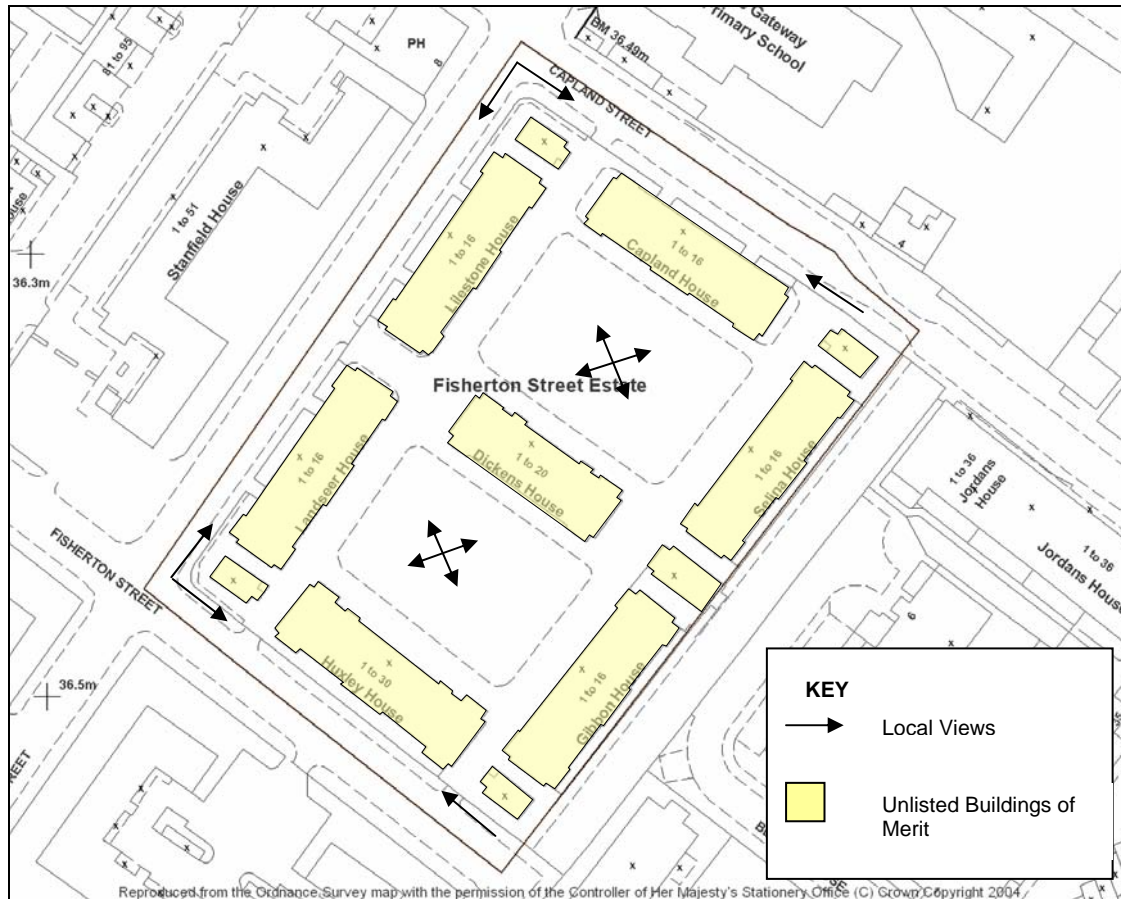 81 to 95
PH
8
BM 36.49m
Gateway
Primary School
CAPLAND STREET
1 to 51
Stanfield House
36.3m
1 to 16
Lilestone House
1 to 16
Capland House
4
Fisherton Street Estate
1 to 20
Dickens House
1 to 16
Selina House
1 to 36
Jordans
House
1 to 36
Jordans House
1 to 16
Landseer House
FISHERTON STREET
1 to 30
Huxley House
1 to 16
Gibbon House
6
36.5m
KEY
Local Views
Unlisted Buildings of
Merit
Reproduced from the Ordnance Survey map with the permission of the Controller of Her Majesty's Stationery Office (C) Crown Copyright 2004